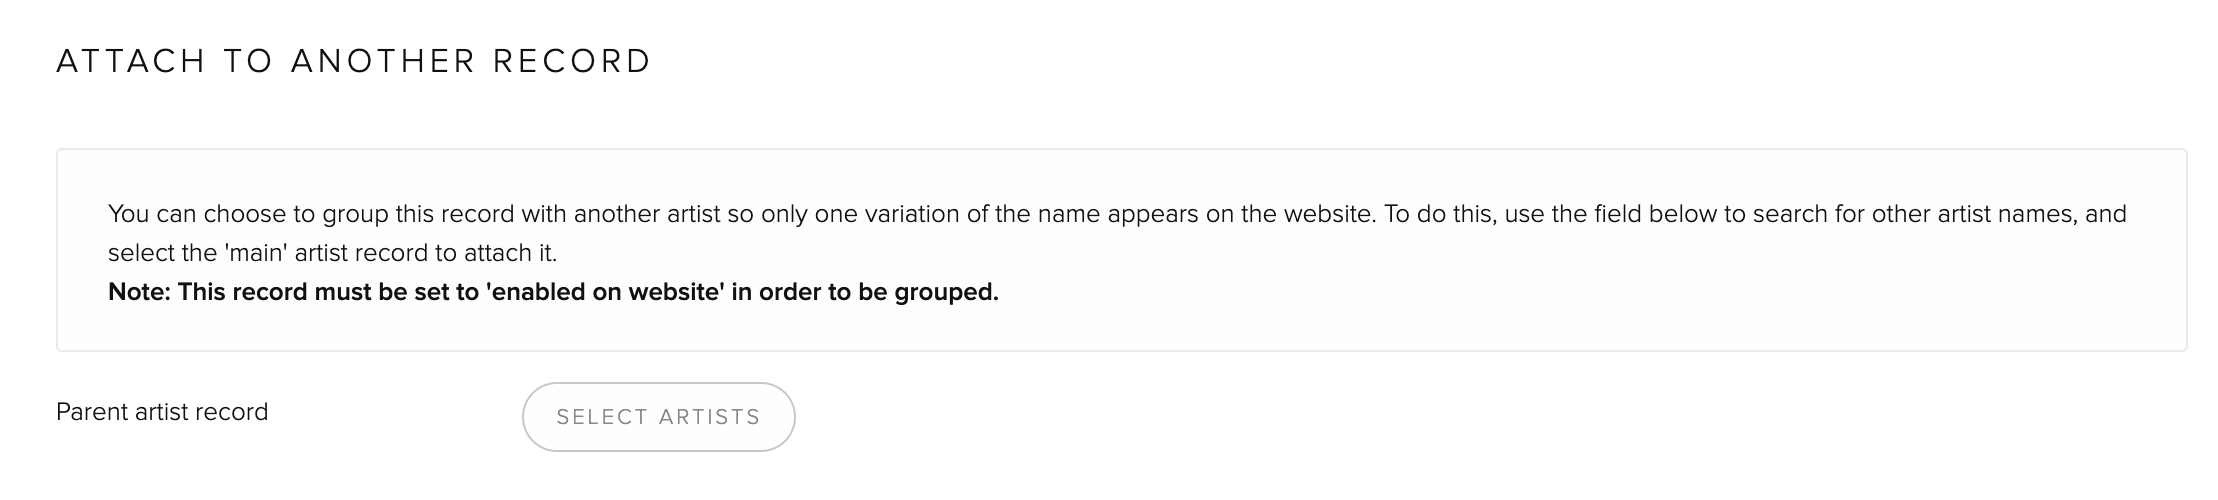 ATTACH TO ANOTHER RECORD
You can choose to group this record with another artist so only one variation of the name appears on the website. To do this, use the field below to search for other artist names, and
select the 'main' artist record to attach it.
Note: This record must be set to 'enabled on website' in order to be grouped.
Parent artist record
SELECT ARTISTS